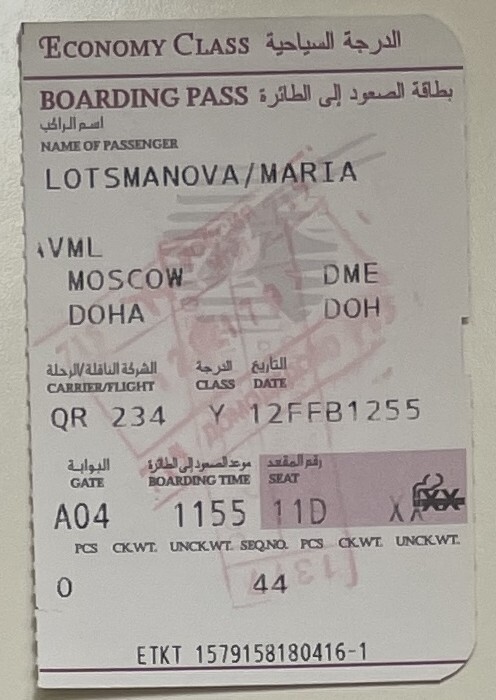 ECONOMY CLASS الدرجة السياحية
BOARDING PASS بطاقة الصعود إلى الطائرة
اسم الراكب
NAME OF PASSENGER
LOTSMANOVA/MARIA
VML
MOSCOW DME
DOHA DOH
الشركة الناقلة/الرحلة الدرجة التاريخ
CARRIER/FLIGHT CLASS DATE
QR 234 Y 12FFB1255
البوابة موعد الصعود إلى الطائرة رقم المقعد
GATE BOARDING TIME SEAT
A04 1155 11D XX
PCS CK.WT. UNCK.WT. SEQ.NO. PCS CK.WT. UNCK.WT.
0 44
ETKT 1579158180416-1